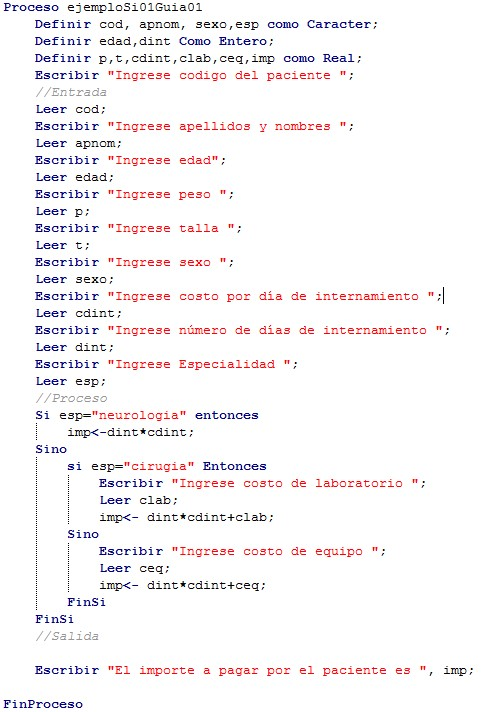 Proceso ejemploSi01Guia01
Definir cod, apnom, sexo,esp como Caracter;
Definir edad,dint Como Entero;
Definir p,t,cdint,clab,ceq,imp como Real;
Escribir "Ingrese codigo del paciente ";
//Entrada
Leer cod;
Escribir "Ingrese apellidos y nombres ";
Leer apnom;
Escribir "Ingrese edad";
Leer edad;
Escribir "Ingrese peso ";
Leer p;
Escribir "Ingrese talla ";
Leer t;
Escribir "Ingrese sexo ";
Leer sexo;
Escribir "Ingrese costo por día de internamiento ";
Leer cdint;
Escribir "Ingrese número de días de internamiento ";
Leer dint;
Escribir "Ingrese Especialidad ";
Leer esp;
//Proceso
Si esp="neurologia" entonces
imp<-dint*cdint;
Sino
si esp="cirugia" Entonces
Escribir "Ingrese costo de laboratorio ";
Leer clab;
imp<- dint*cdint+clab;
Sino
Escribir "Ingrese costo de equipo ";
Leer ceq;
imp<- dint*cdint+ceq;
FinSi
FinSi
//Salida
Escribir "El importe a pagar por el paciente es ", imp;
FinProceso